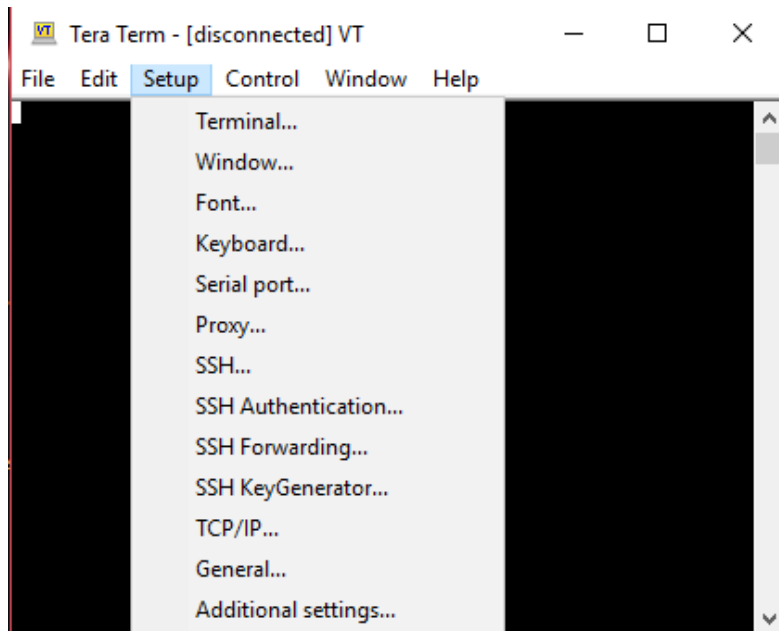 VT Tera Term - [disconnected] VT
File Edit Setup Control Window Help
Terminal...
Window...
Font...
Keyboard...
Serial port...
Proxy...
SSH...
SSH Authentication...
SSH Forwarding...
SSH KeyGenerator...
TCP/IP...
General...
Additional settings...